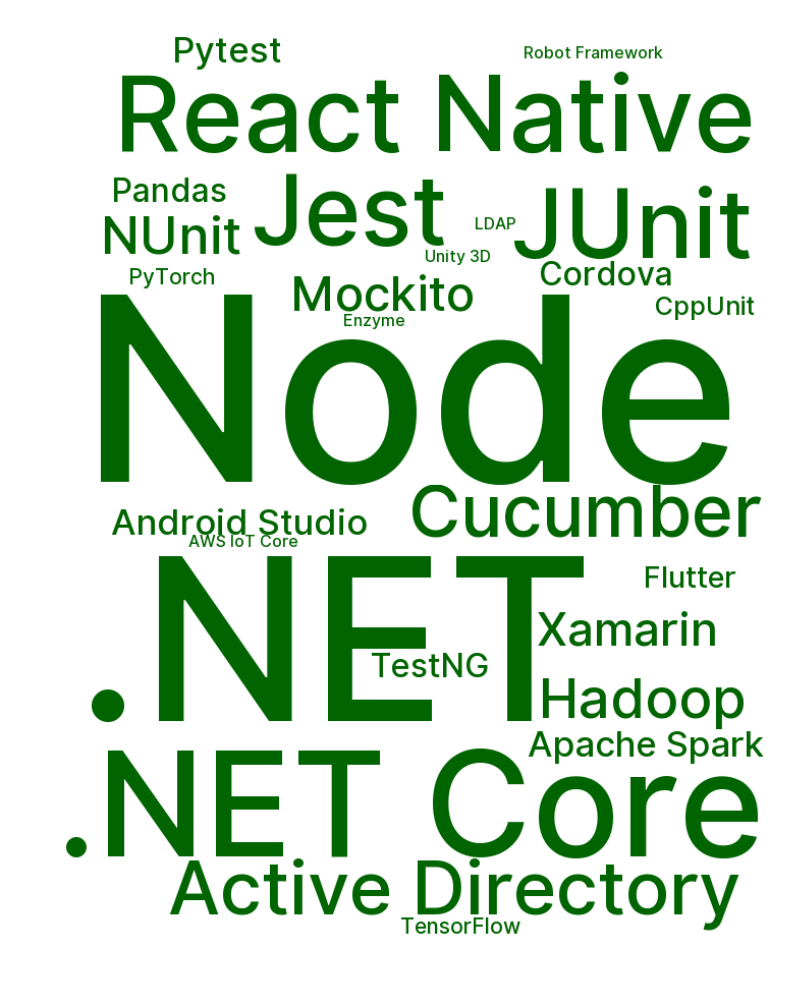 Pytest
Robot Framework
React Native
Pandas
Jest
JUnit
NUnit
LDAP
Unity 3D
PyTorch
Mockito
Cordova
CppUnit
Enzyme
Node
Cucumber
Android Studio
AWS IoT Core
.NET
Flutter
Xamarin
TestNG
Hadoop
Apache Spark
.NET Core
Active Directory
TensorFlow